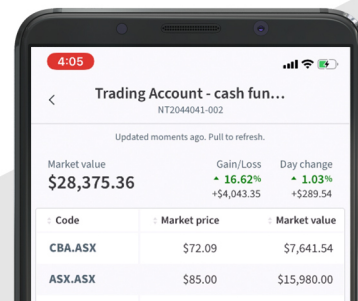 4:05
Trading Account - cash fun...
NT2044041-002
Updated moments ago. Pull to refresh.
Market value Gain/Loss Day change
$28,375.36 16.62% 1.03%
+$4,043.35 +$289.54
Code Market price Market value
CBA.ASX $72.09 $7,641.54
ASX.ASX $85.00 $15,980.00